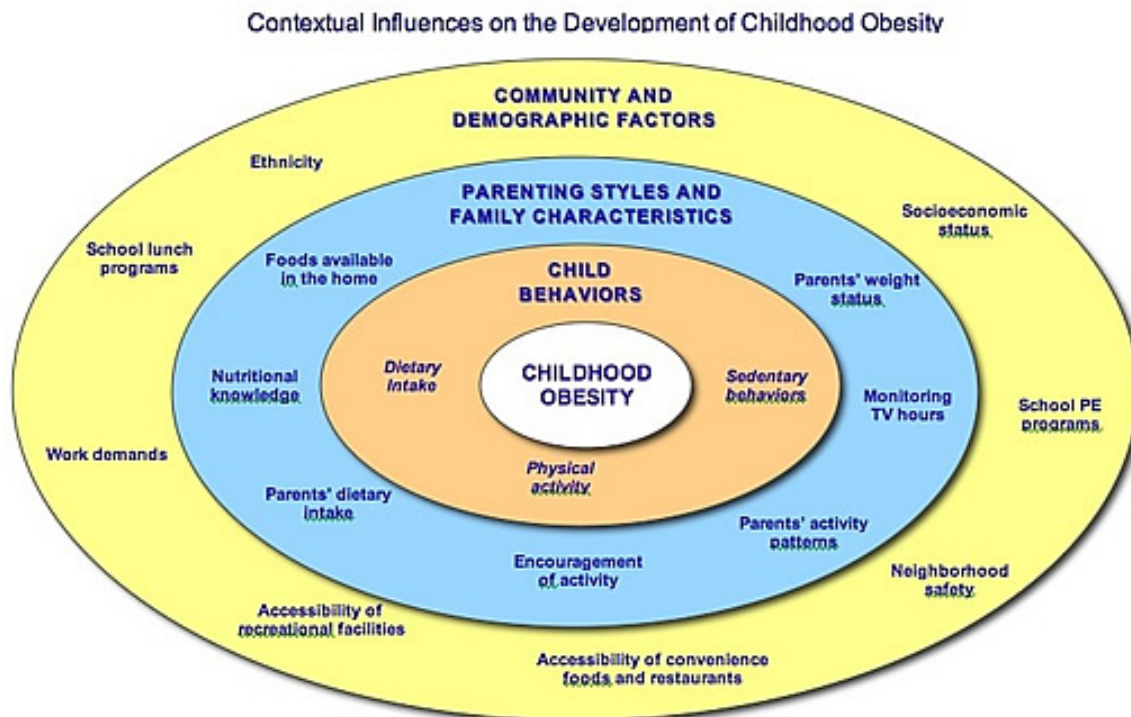 Contextual Influences on the Development of Childhood Obesity
COMMUNITY AND
DEMOGRAPHIC FACTORS
Ethnicity
School lunch
programs
Work demands
Accessibility of
recreational facilities
Accessibility of convenience
foods and restaurants
Neighborhood
safety
School PE
programs
Socioeconomic
status
PARENTING STYLES AND
FAMILY CHARACTERISTICS
Foods available
in the home
Nutritional
knowledge
Parents' dietary
intake
Encouragement
of activity
Parents' activity
patterns
Monitoring
TV hours
Parents' weight
status
CHILD
BEHAVIORS
Dietary
Intake
Physical
activity
Sedentary
behaviors
CHILDHOOD
OBESITY